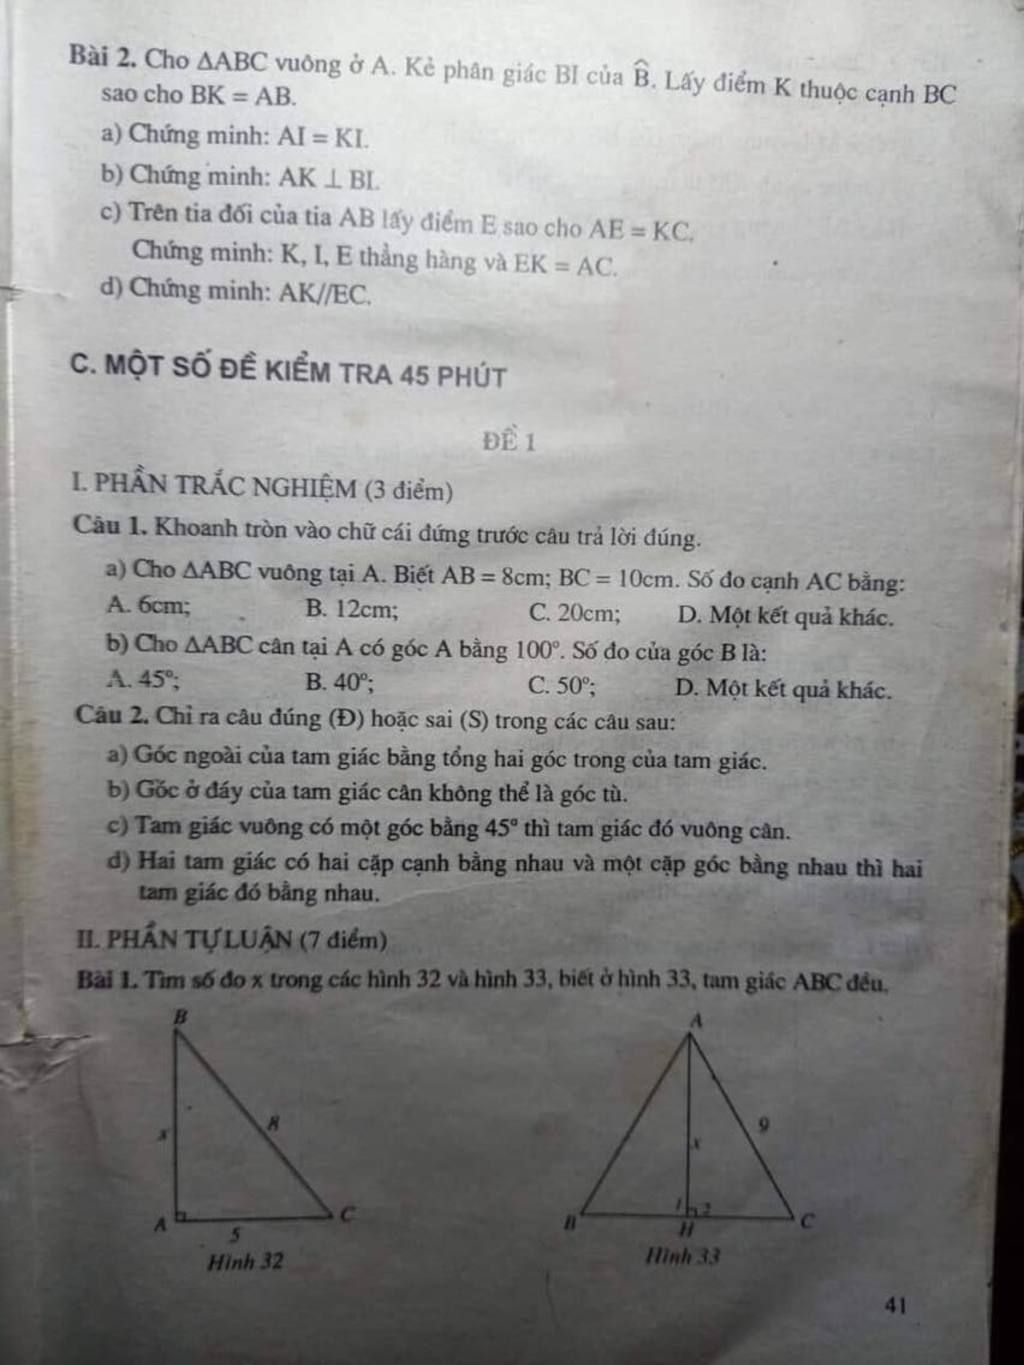 Bài 2. Cho ΔABC vuông ở A. Kẻ phân giác BI của B̂. Lấy điểm K thuộc cạnh BC
sao cho BK = AB.
a) Chứng minh: AI = KI.
b) Chứng minh: AK ⊥ BI.
c) Trên tia đối của tia AB lấy điểm E sao cho AE = KC.
Chứng minh: K, I, E thẳng hàng và EK = AC.
d) Chứng minh: AK//EC.
C. MỘT SỐ ĐỀ KIỂM TRA 45 PHÚT
ĐỀ 1
I. PHẦN TRẮC NGHIỆM (3 điểm)
Câu 1. Khoanh tròn vào chữ cái đứng trước câu trả lời đúng.
a) Cho ΔABC vuông tại A. Biết AB = 8cm; BC = 10cm. Số đo cạnh AC bằng:
A. 6cm; B. 12cm; C. 20cm; D. Một kết quả khác.
b) Cho ΔABC cân tại A có góc A bằng 100°. Số đo của góc B là:
A. 45°; B. 40°; C. 50°; D. Một kết quả khác.
Câu 2. Chỉ ra câu đúng (Đ) hoặc sai (S) trong các câu sau:
a) Góc ngoài của tam giác bằng tổng hai góc trong của tam giác.
b) Góc ở đáy của tam giác cân không thể là góc tù.
c) Tam giác vuông có một góc bằng 45° thì tam giác đó vuông cân.
d) Hai tam giác có hai cặp cạnh bằng nhau và một cặp góc bằng nhau thì hai
tam giác đó bằng nhau.
II. PHẦN TỰ LUẬN (7 điểm)
Bài 1. Tìm số đo x trong các hình 32 và hình 33, biết ở hình 33, tam giác ABC đều.
B
x
8
A
5
C
Hình 32
A
9
x
1 2
B
H
C
Hình 33
41